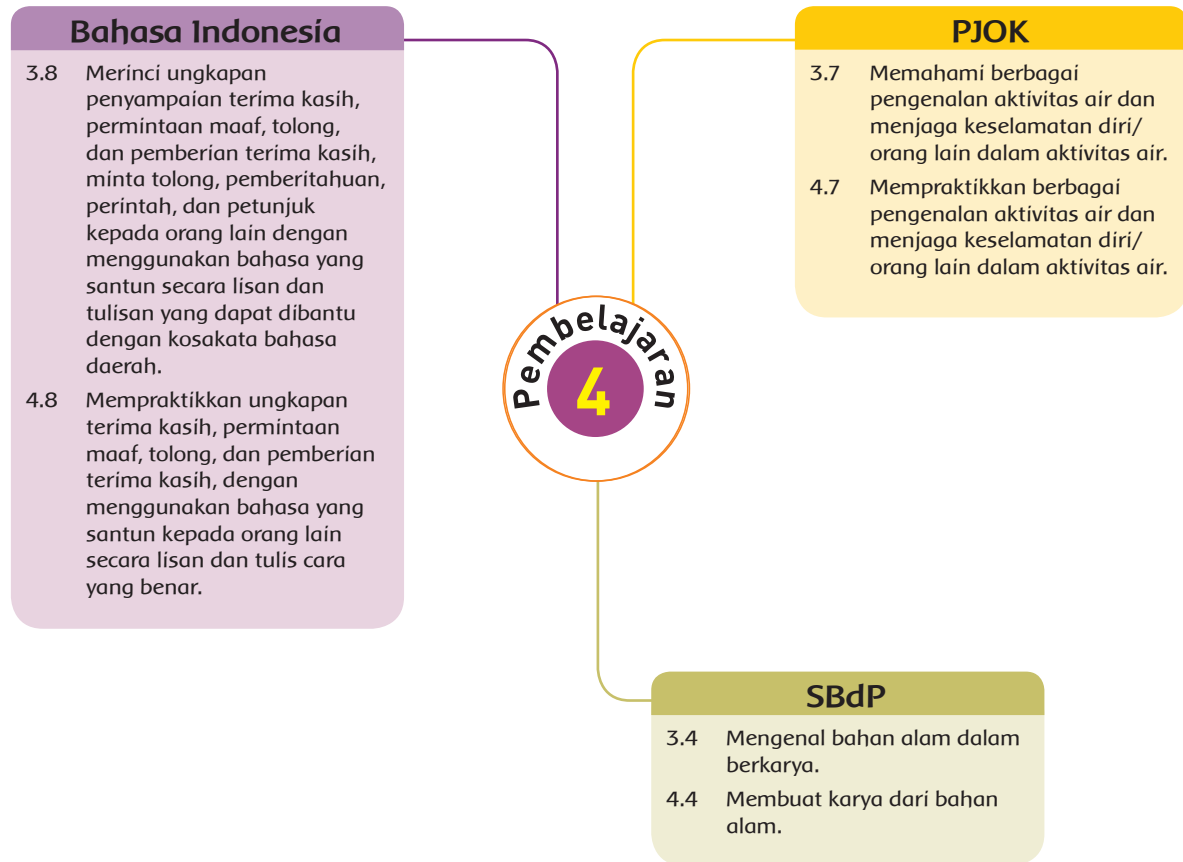 Bahasa Indonesia
3.8 Merinci ungkapan
penyampaian terima kasih,
permintaan maaf, tolong,
dan pemberian terima kasih,
minta tolong, pemberitahuan,
perintah, dan petunjuk
kepada orang lain dengan
menggunakan bahasa yang
santun secara lisan dan
tulisan yang dapat dibantu
dengan kosakata bahasa
daerah.
4.8 Mempraktikkan ungkapan
terima kasih, permintaan
maaf, tolong, dan pemberian
terima kasih, dengan
menggunakan bahasa yang
santun kepada orang lain
secara lisan dan tulis cara
yang benar.
PJOK
3.7 Memahami berbagai
pengenalan aktivitas air dan
menjaga keselamatan diri/
orang lain dalam aktivitas air.
4.7 Mempraktikkan berbagai
pengenalan aktivitas air dan
menjaga keselamatan diri/
orang lain dalam aktivitas air.
Pembelajaran
4
SBdP
3.4 Mengenal bahan alam dalam
berkarya.
4.4 Membuat karya dari bahan
alam.